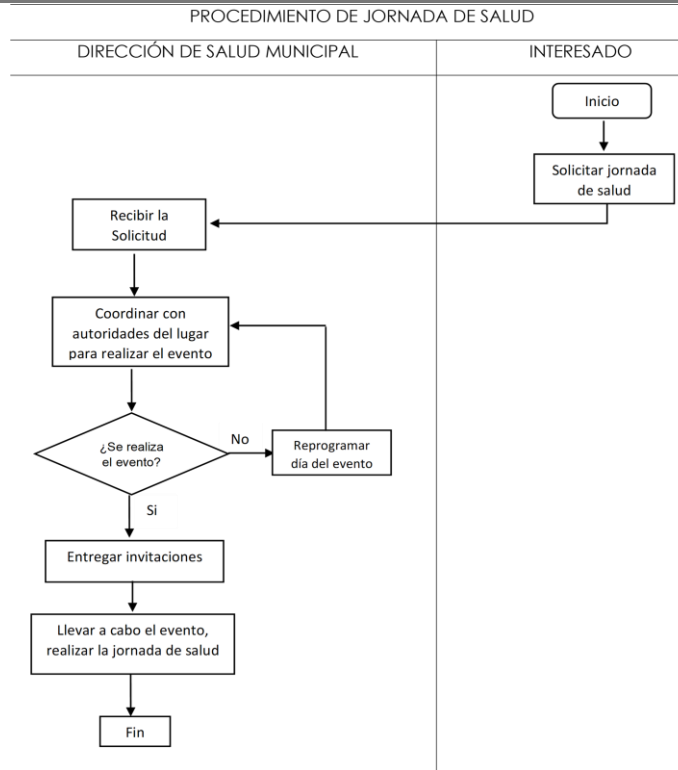 PROCEDIMIENTO DE JORNADA DE SALUD
DIRECCIÓN DE SALUD MUNICIPAL
INTERESADO
Inicio
Solicitar jornada
de salud
Recibir la
Solicitud
Coordinar con
autoridades del lugar
para realizar el evento
¿Se realiza
el evento?
No
Reprogramar
día del evento
Si
Entregar invitaciones
Llevar a cabo el evento,
realizar la jornada de salud
Fin